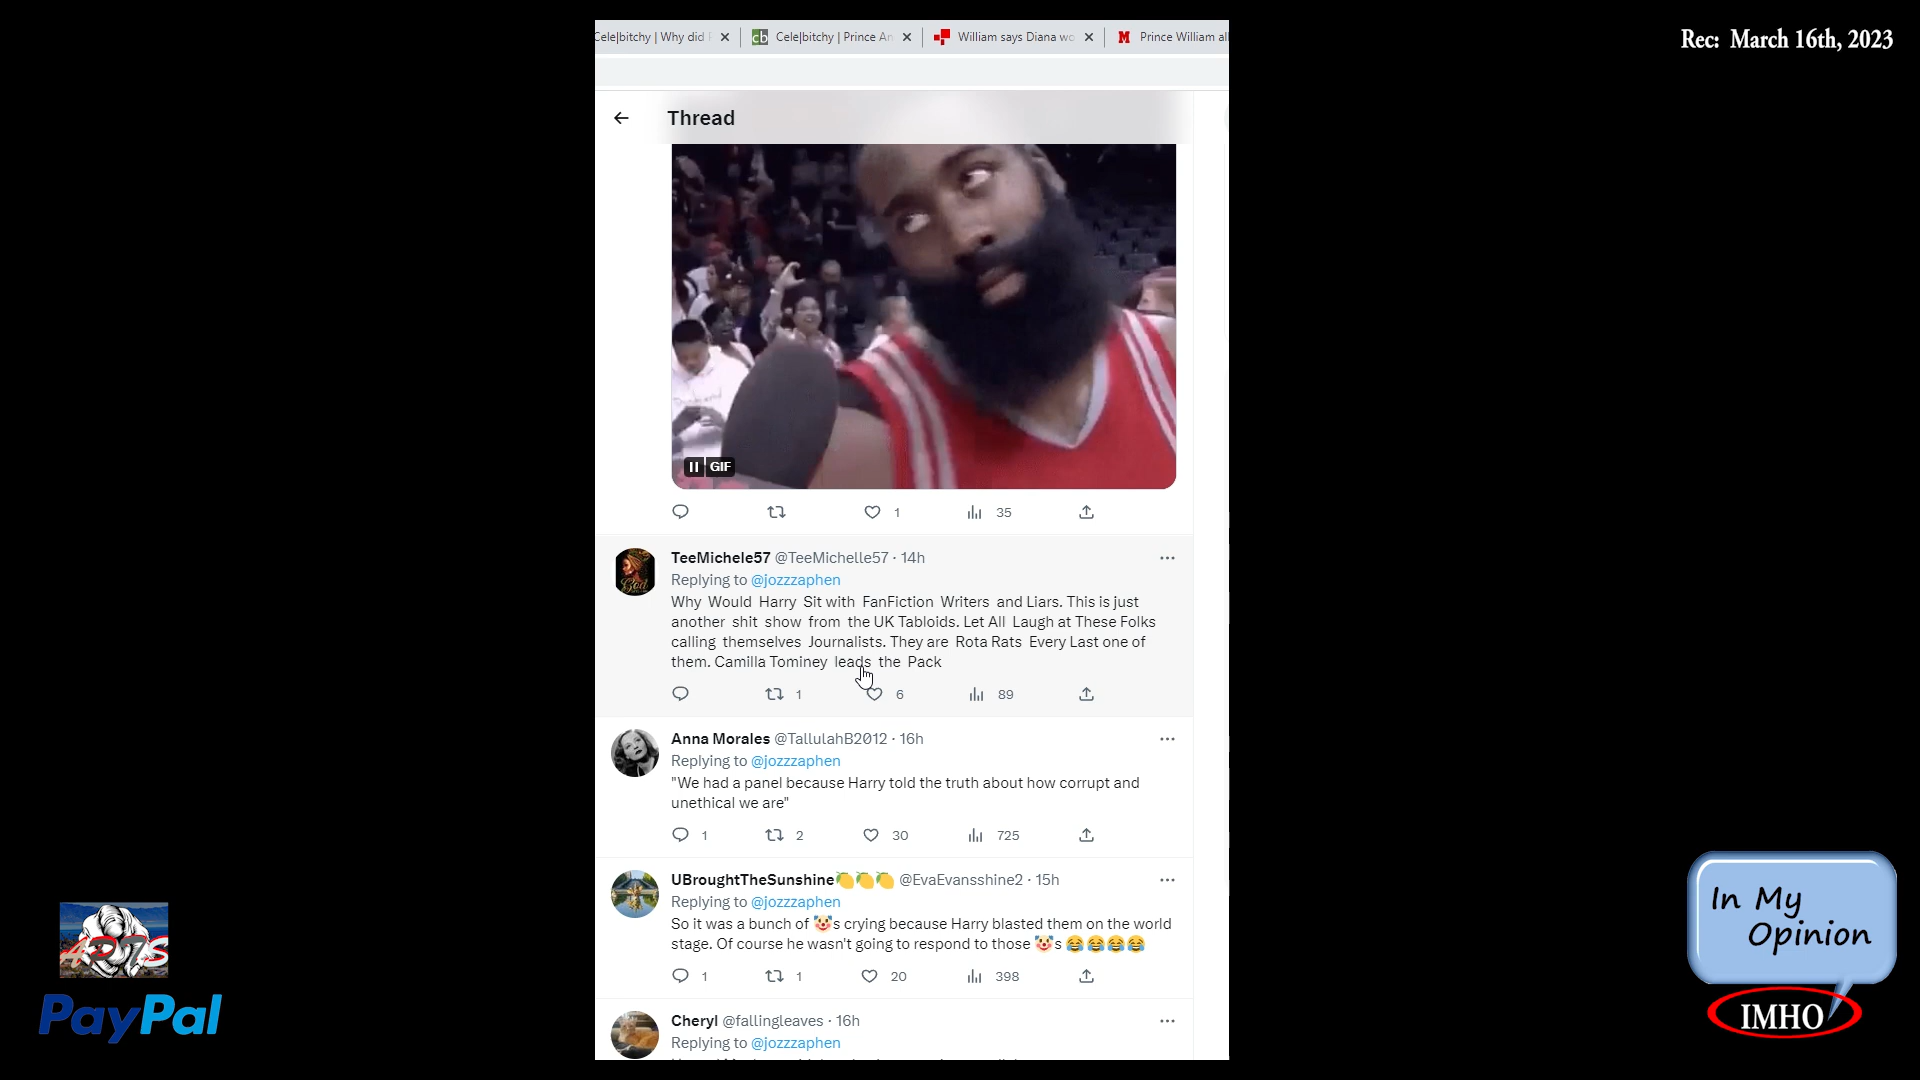 Cele|bitchy | Why did
Cele|bitchy | Prince An
William says Diana wo
Prince William all
Rec: March 16th, 2023
Thread
GIF
1
35
TeeMichele57 @TeeMichelle57 · 14h
Replying to @jozzzaphen
Why Would Harry Sit with FanFiction Writers and Liars. This is just
another shit show from the UK Tabloids. Let All Laugh at These Folks
calling themselves Journalists. They are Rota Rats Every Last one of
them. Camilla Tominey leads the Pack
1
6
89
Anna Morales @TallulahB2012 · 16h
Replying to @jozzzaphen
"We had a panel because Harry told the truth about how corrupt and
unethical we are"
1
2
30
725
UBroughtTheSunshine🍋🍋🍋 @EvaEvansshine2 · 15h
Replying to @jozzzaphen
So it was a bunch of 🤡s crying because Harry blasted them on the world
stage. Of course he wasn't going to respond to those 🤡s 😂😂😂😂
1
1
20
398
Cheryl @fallingleaves · 16h
Replying to @jozzzaphen
PayPal
In My
Opinion
IMHO